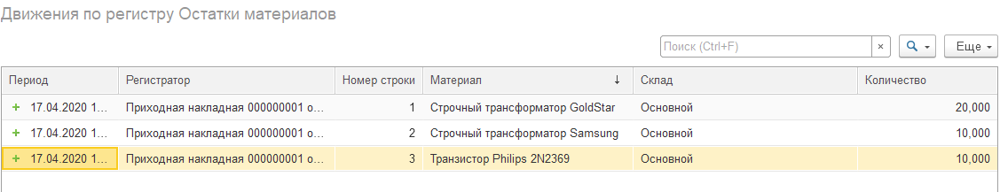 Движения по регистру Остатки материалов
Поиск (Ctrl+F) × Еще
Период Регистратор Номер строки Материал ↓ Склад Количество
+ 17.04.2020 1... Приходная накладная 000000001 о... 1 Строчный трансформатор GoldStar Основной 20,000
+ 17.04.2020 1... Приходная накладная 000000001 о... 2 Строчный трансформатор Samsung Основной 10,000
+ 17.04.2020 1... Приходная накладная 000000001 о... 3 Транзистор Philips 2N2369 Основной 10,000